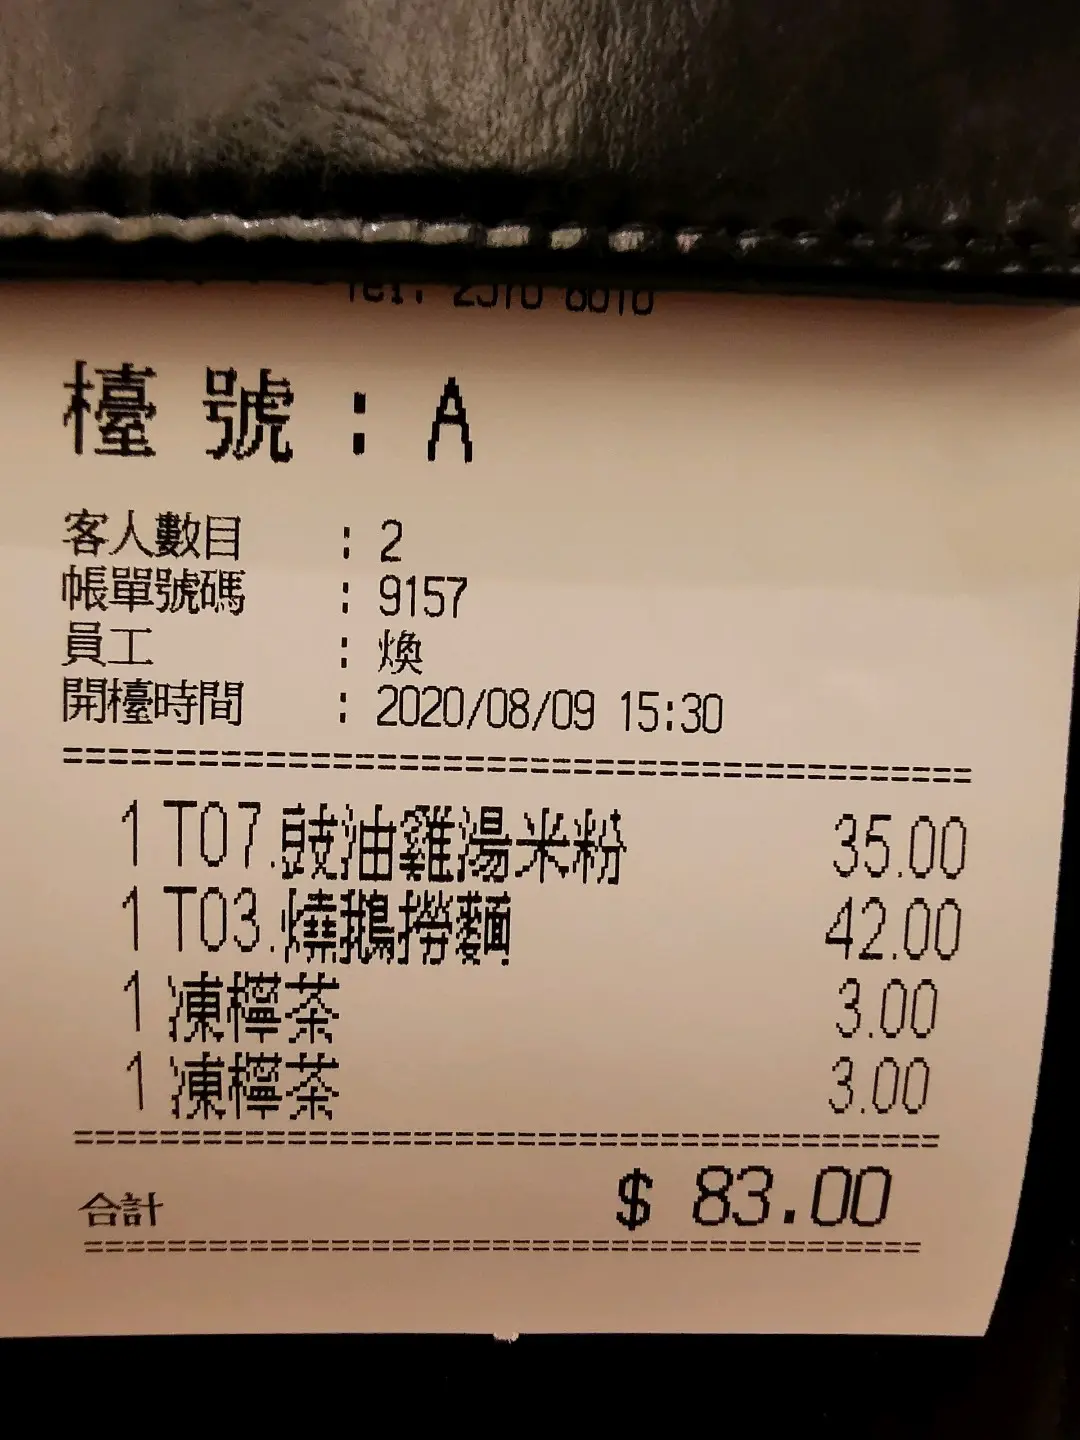 檯號：A
客人數目 : 2
帳單號碼 : 9157
員工 : 煥
開檯時間 : 2020/08/09 15:30
1 T07.豉油雞湯米粉 35.00
1 T03.燒鵝撈麵 42.00
1 凍檸茶 3.00
1 凍檸茶 3.00
合計 $ 83.00